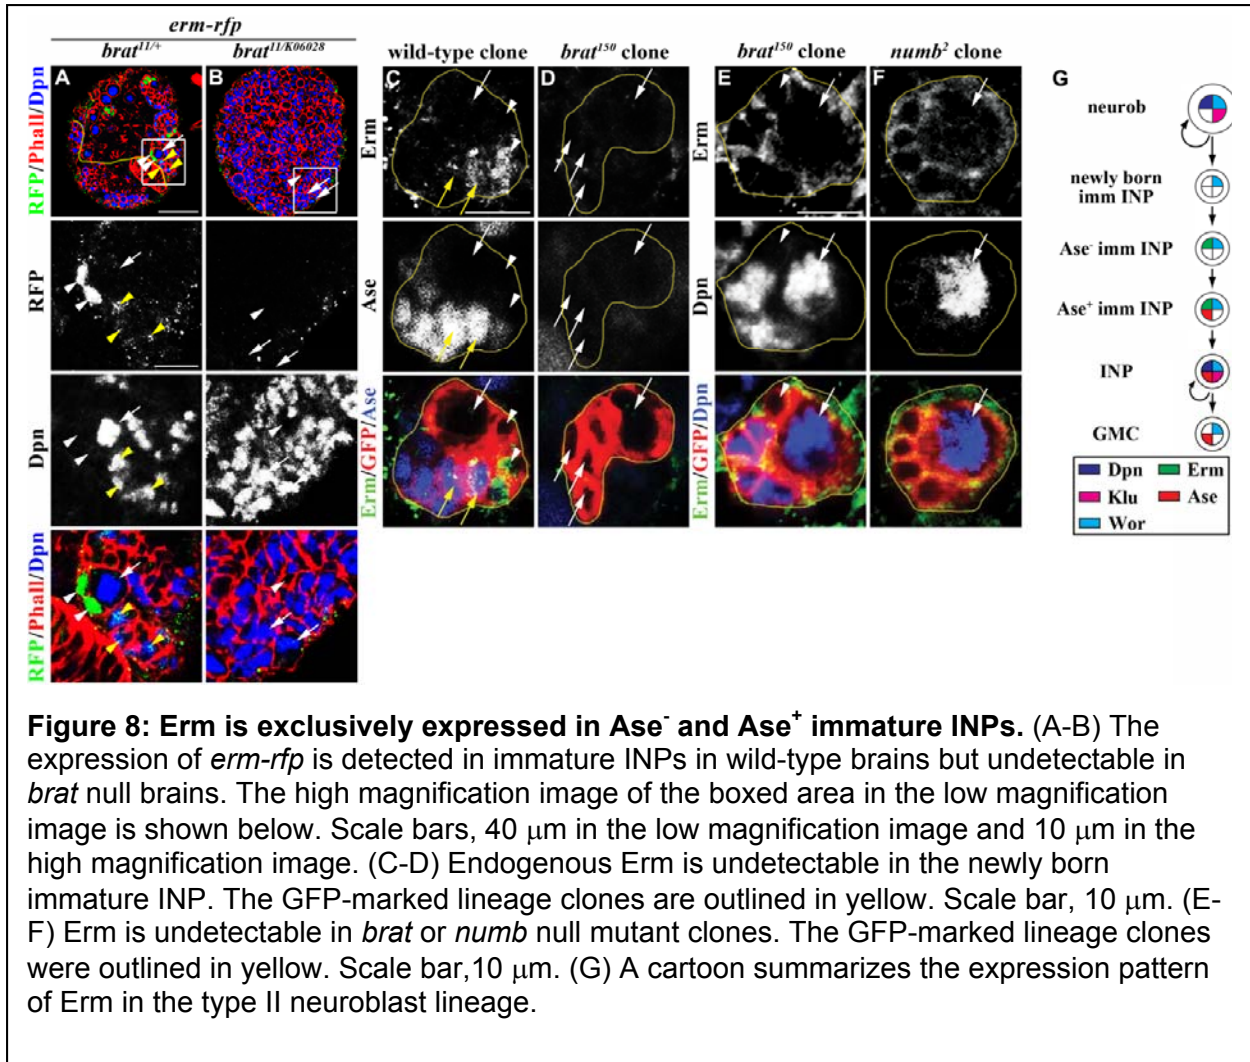 erm-rfp
brat11/+ brat11/K06028
wild-type clone brat150 clone brat150 clone numb2 clone
A B C D E F G
RFP/Phall/Dpn
RFP
Dpn
RFP/Phall/Dpn
Erm
Ase
Erm/GFP/Ase
Erm
Dpn
Erm/GFP/Dpn
neurob
newly born
imm INP
Ase- imm INP
Ase+ imm INP
INP
GMC
Dpn Erm
Klu Ase
Wor
Figure 8: Erm is exclusively expressed in Ase- and Ase+ immature INPs. (A-B) The
expression of erm-rfp is detected in immature INPs in wild-type brains but undetectable in
brat null brains. The high magnification image of the boxed area in the low magnification
image is shown below. Scale bars, 40 μm in the low magnification image and 10 μm in the
high magnification image. (C-D) Endogenous Erm is undetectable in the newly born
immature INP. The GFP-marked lineage clones are outlined in yellow. Scale bar, 10 μm. (E-
F) Erm is undetectable in brat or numb null mutant clones. The GFP-marked lineage clones
were outlined in yellow. Scale bar,10 μm. (G) A cartoon summarizes the expression pattern
of Erm in the type II neuroblast lineage.